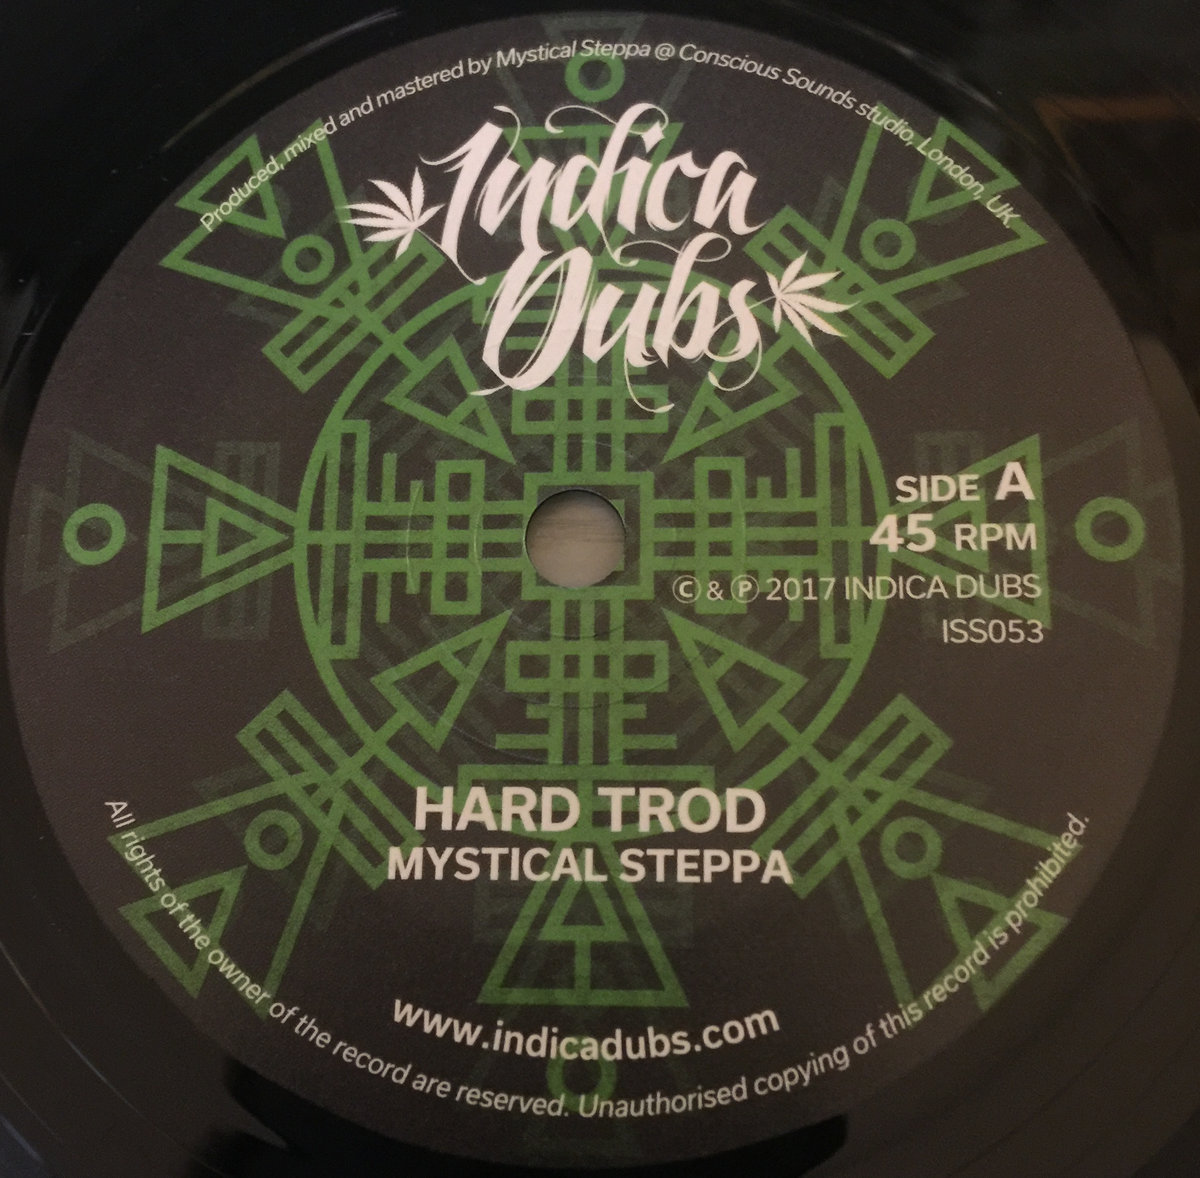 Produced, mixed and mastered by Mystical Steppa @ Conscious Sounds studio, London, UK.
Indica
Dubs
SIDE A
45 RPM
© & ℗ 2017 INDICA DUBS
ISS053
HARD TROD
MYSTICAL STEPPA
www.indicadubs.com
All rights of the owner of the record are reserved. Unauthorised copying of this record is prohibited.